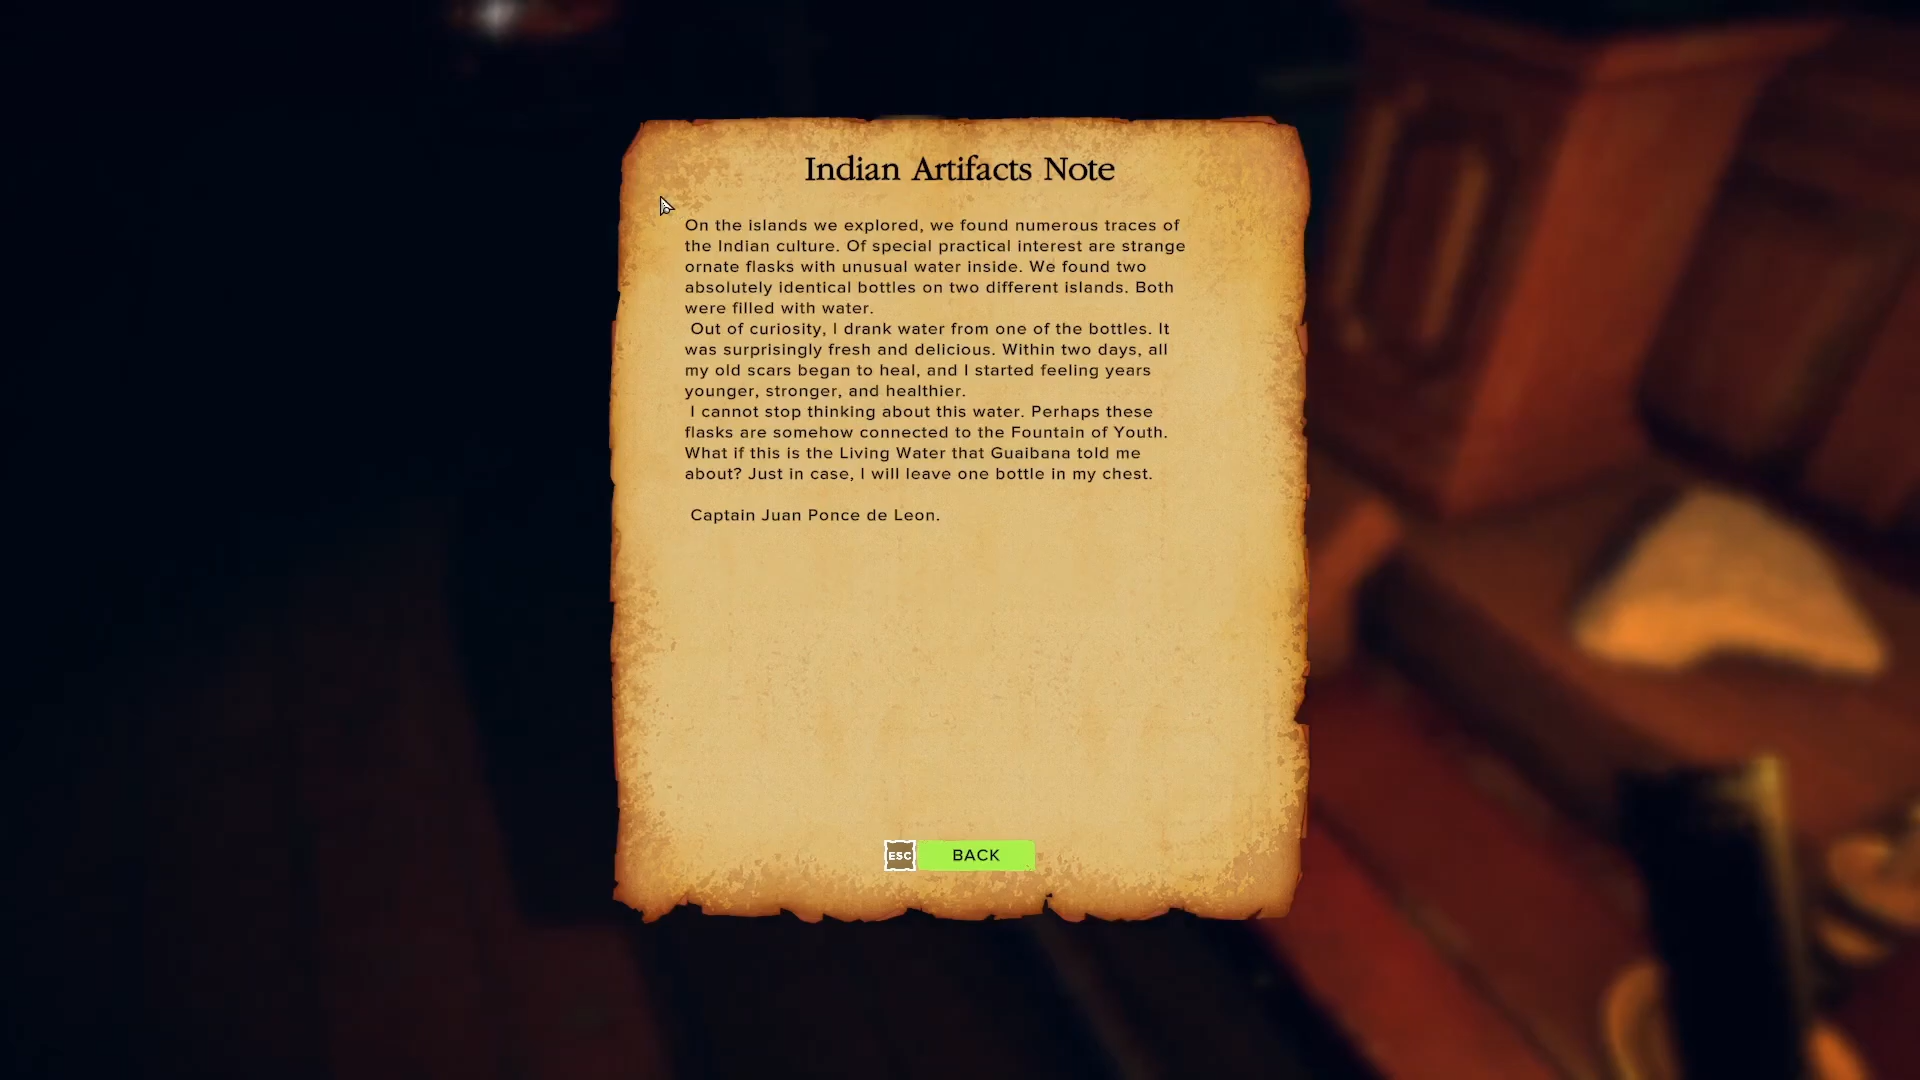 Indian Artifacts Note
On the islands we explored, we found numerous traces of
the Indian culture. Of special practical interest are strange
ornate flasks with unusual water inside. We found two
absolutely identical bottles on two different islands. Both
were filled with water.
Out of curiosity, I drank water from one of the bottles. It
was surprisingly fresh and delicious. Within two days, all
my old scars began to heal, and I started feeling years
younger, stronger, and healthier.
I cannot stop thinking about this water. Perhaps these
flasks are somehow connected to the Fountain of Youth.
What if this is the Living Water that Guaibana told me
about? Just in case, I will leave one bottle in my chest.
Captain Juan Ponce de Leon.
ESC BACK